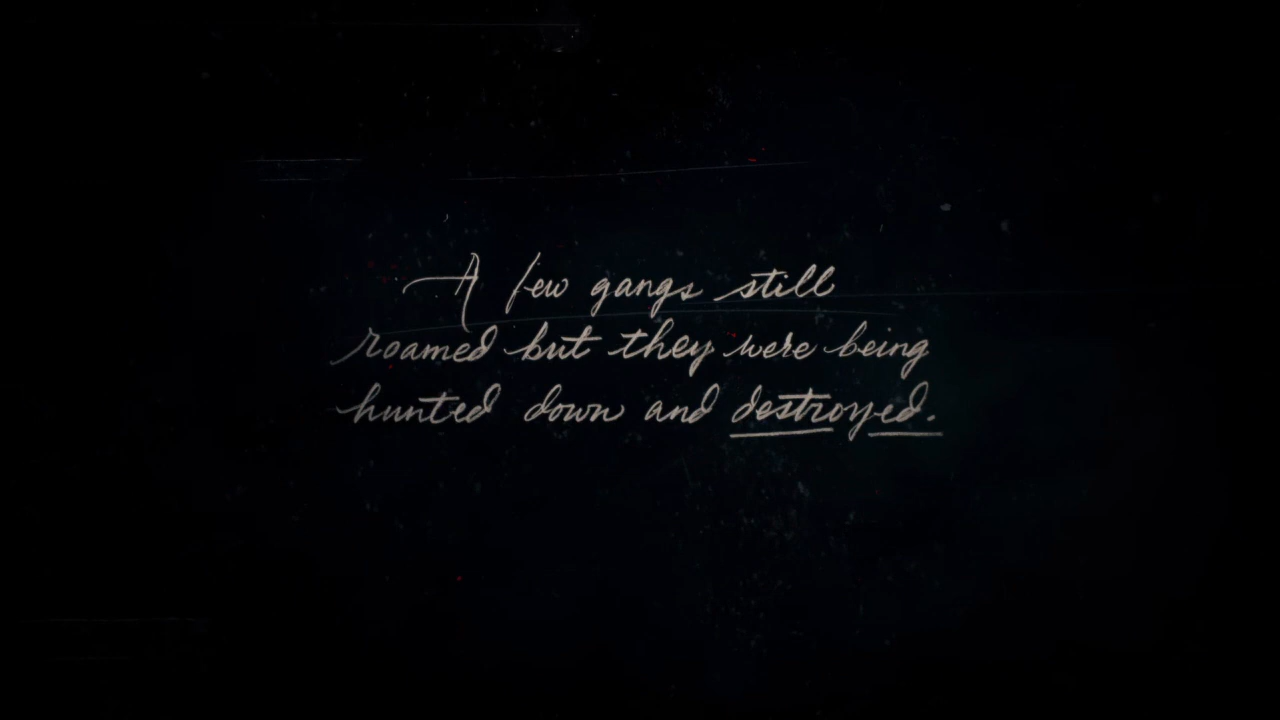 A few gangs still
roamed but they were being
hunted down and destroyed.